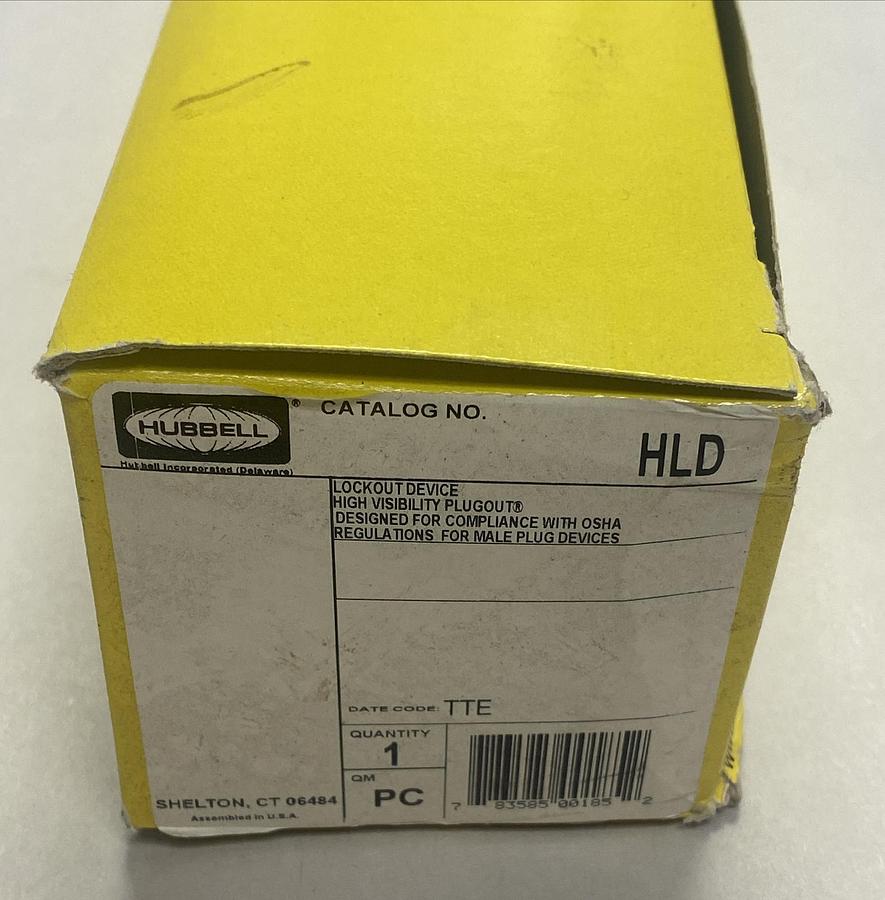 HUBBELL ®
Hubbell Incorporated (Delaware)
CATALOG NO.
HLD
LOCKOUT DEVICE
HIGH VISIBILITY PLUGOUT®
DESIGNED FOR COMPLIANCE WITH OSHA
REGULATIONS FOR MALE PLUG DEVICES
DATE CODE: TTE
QUANTITY
1
QM
PC
7 83585 00185 2
SHELTON, CT 06484
Assembled in U.S.A.